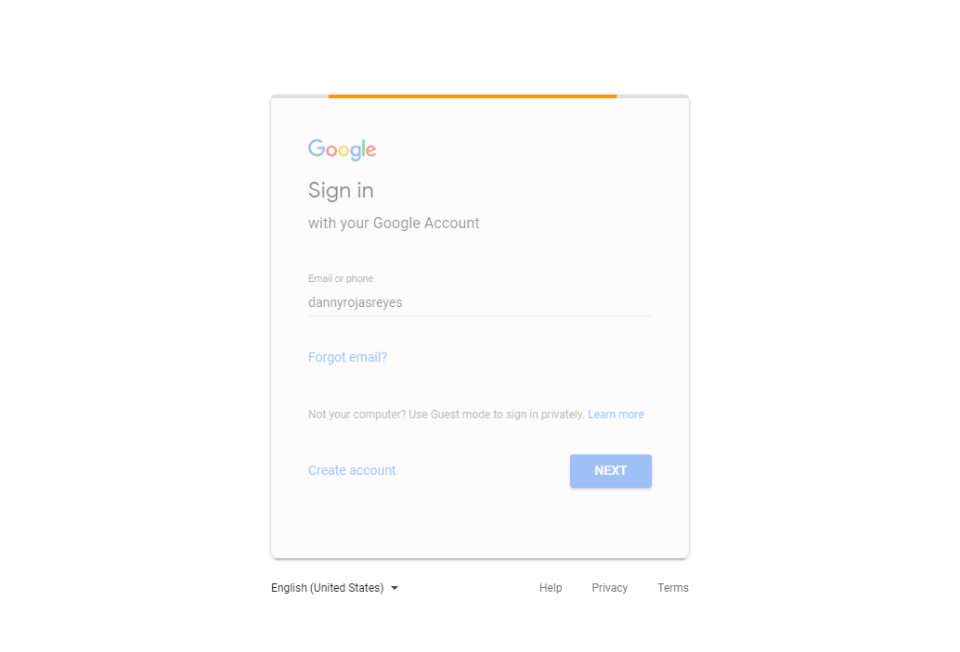 Google
Sign in
with your Google Account
Email or phone
dannyrojasreyes
Forgot email?
Not your computer? Use Guest mode to sign in privately. Learn more
Create account NEXT
English (United States) Help Privacy Terms